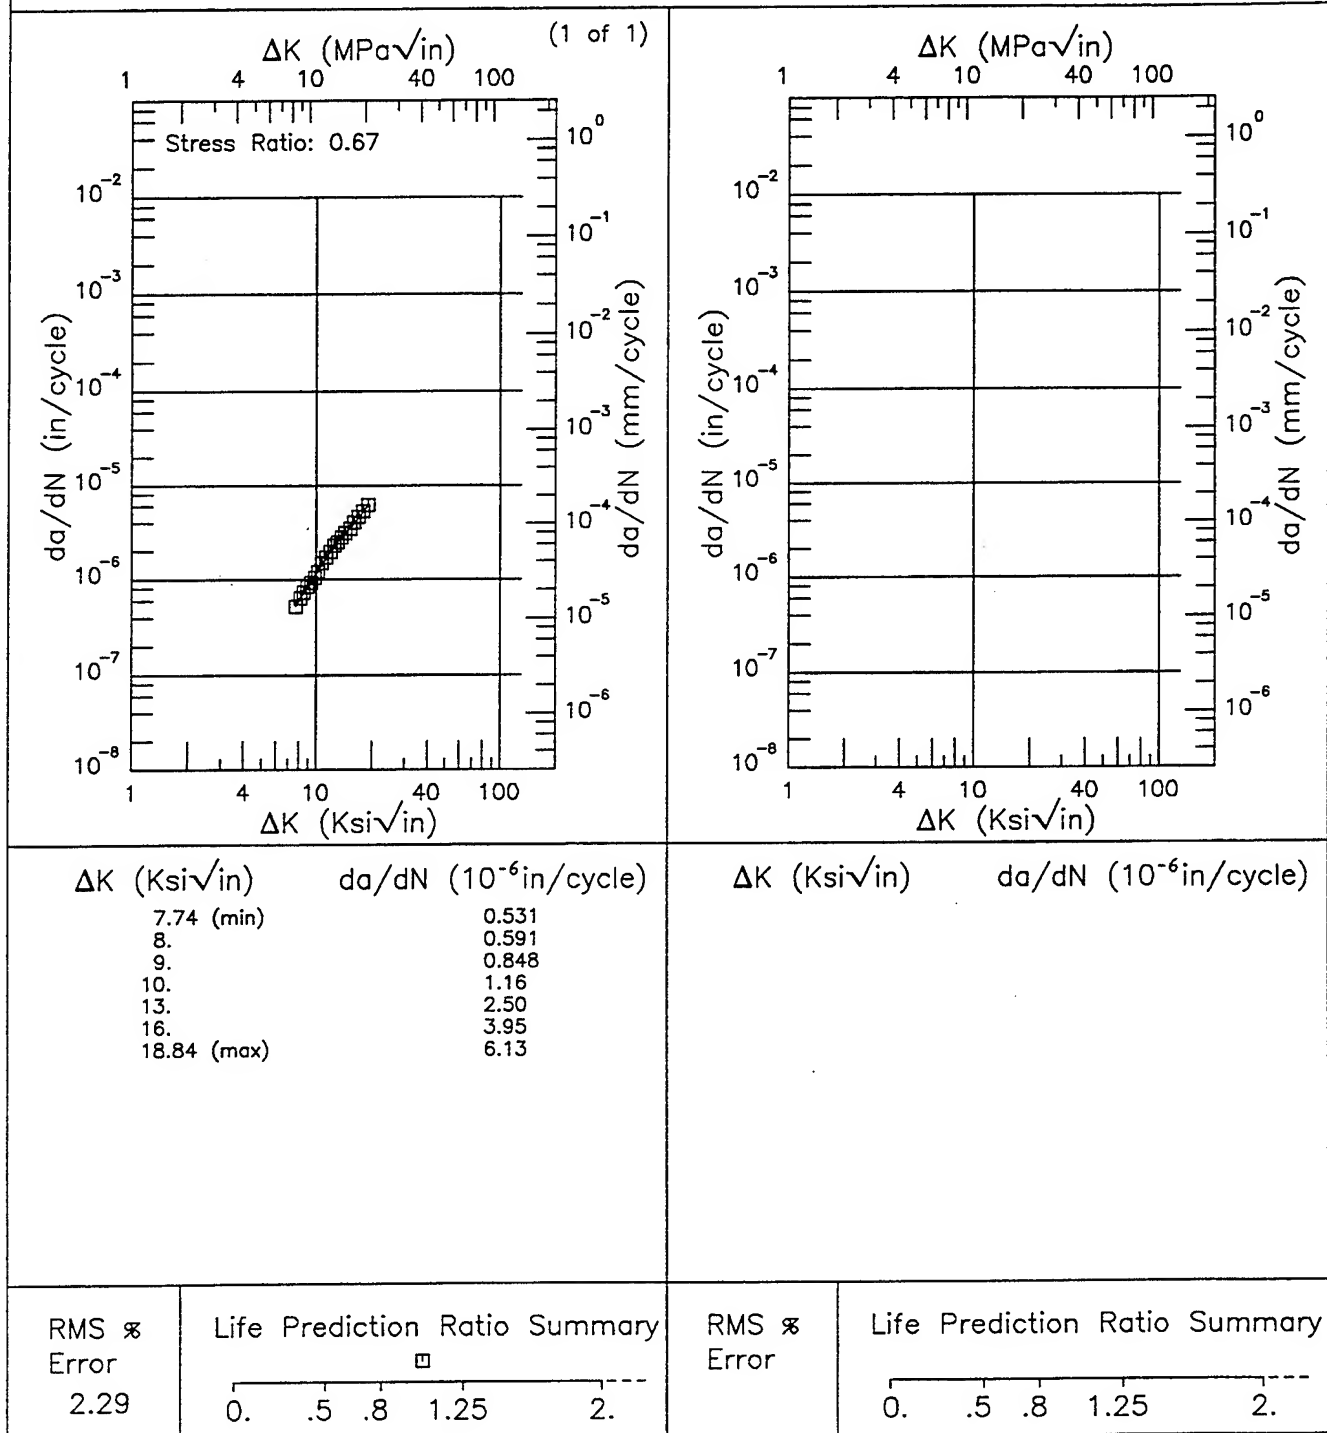 (1 of 1)
ΔK (MPa√in)
1 4 10 40 100
Stress Ratio: 0.67
da/dN (in/cycle)
10⁻²
10⁻³
10⁻⁴
10⁻⁵
10⁻⁶
10⁻⁷
10⁻⁸
10⁰
10⁻¹
10⁻²
10⁻³
10⁻⁴
10⁻⁵
10⁻⁶
da/dN (mm/cycle)
1 4 10 40 100
ΔK (Ksi√in)
ΔK (MPa√in)
1 4 10 40 100
da/dN (in/cycle)
10⁻²
10⁻³
10⁻⁴
10⁻⁵
10⁻⁶
10⁻⁷
10⁻⁸
10⁰
10⁻¹
10⁻²
10⁻³
10⁻⁴
10⁻⁵
10⁻⁶
da/dN (mm/cycle)
1 4 10 40 100
ΔK (Ksi√in)
ΔK (Ksi√in) da/dN (10⁻⁶in/cycle)
7.74 (min) 0.531
8. 0.591
9. 0.848
10. 1.16
13. 2.50
16. 3.95
18.84 (max) 6.13
ΔK (Ksi√in) da/dN (10⁻⁶in/cycle)
RMS %
Error
2.29
Life Prediction Ratio Summary
0. .5 .8 1.25 2.
RMS %
Error
Life Prediction Ratio Summary
0. .5 .8 1.25 2.